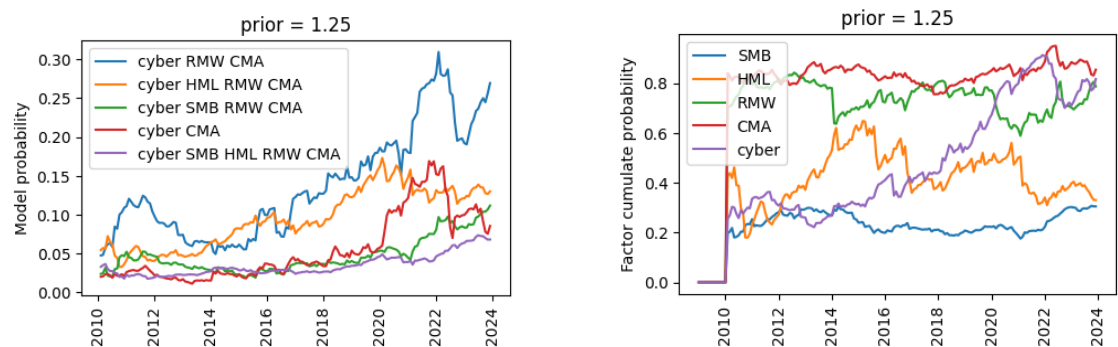 prior = 1.25
Model probability
0.30
0.25
0.20
0.15
0.10
0.05
0.00
cyber RMW CMA
cyber HML RMW CMA
cyber SMB RMW CMA
cyber CMA
cyber SMB HML RMW CMA
2010
2012
2014
2016
2018
2020
2022
2024
prior = 1.25
Factor cumulate probability
0.8
0.6
0.4
0.2
0.0
SMB
HML
RMW
CMA
cyber
2010
2012
2014
2016
2018
2020
2022
2024